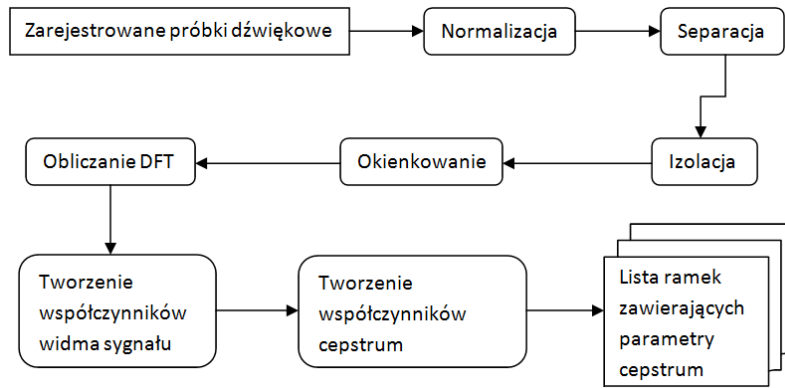 Zarejestrowane próbki dźwiękowe
Normalizacja
Separacja
Izolacja
Okienkowanie
Obliczanie DFT
Tworzenie
współczynników
widma sygnału
Tworzenie
współczynników
cepstrum
Lista ramek
zawierających
parametry
cepstrum